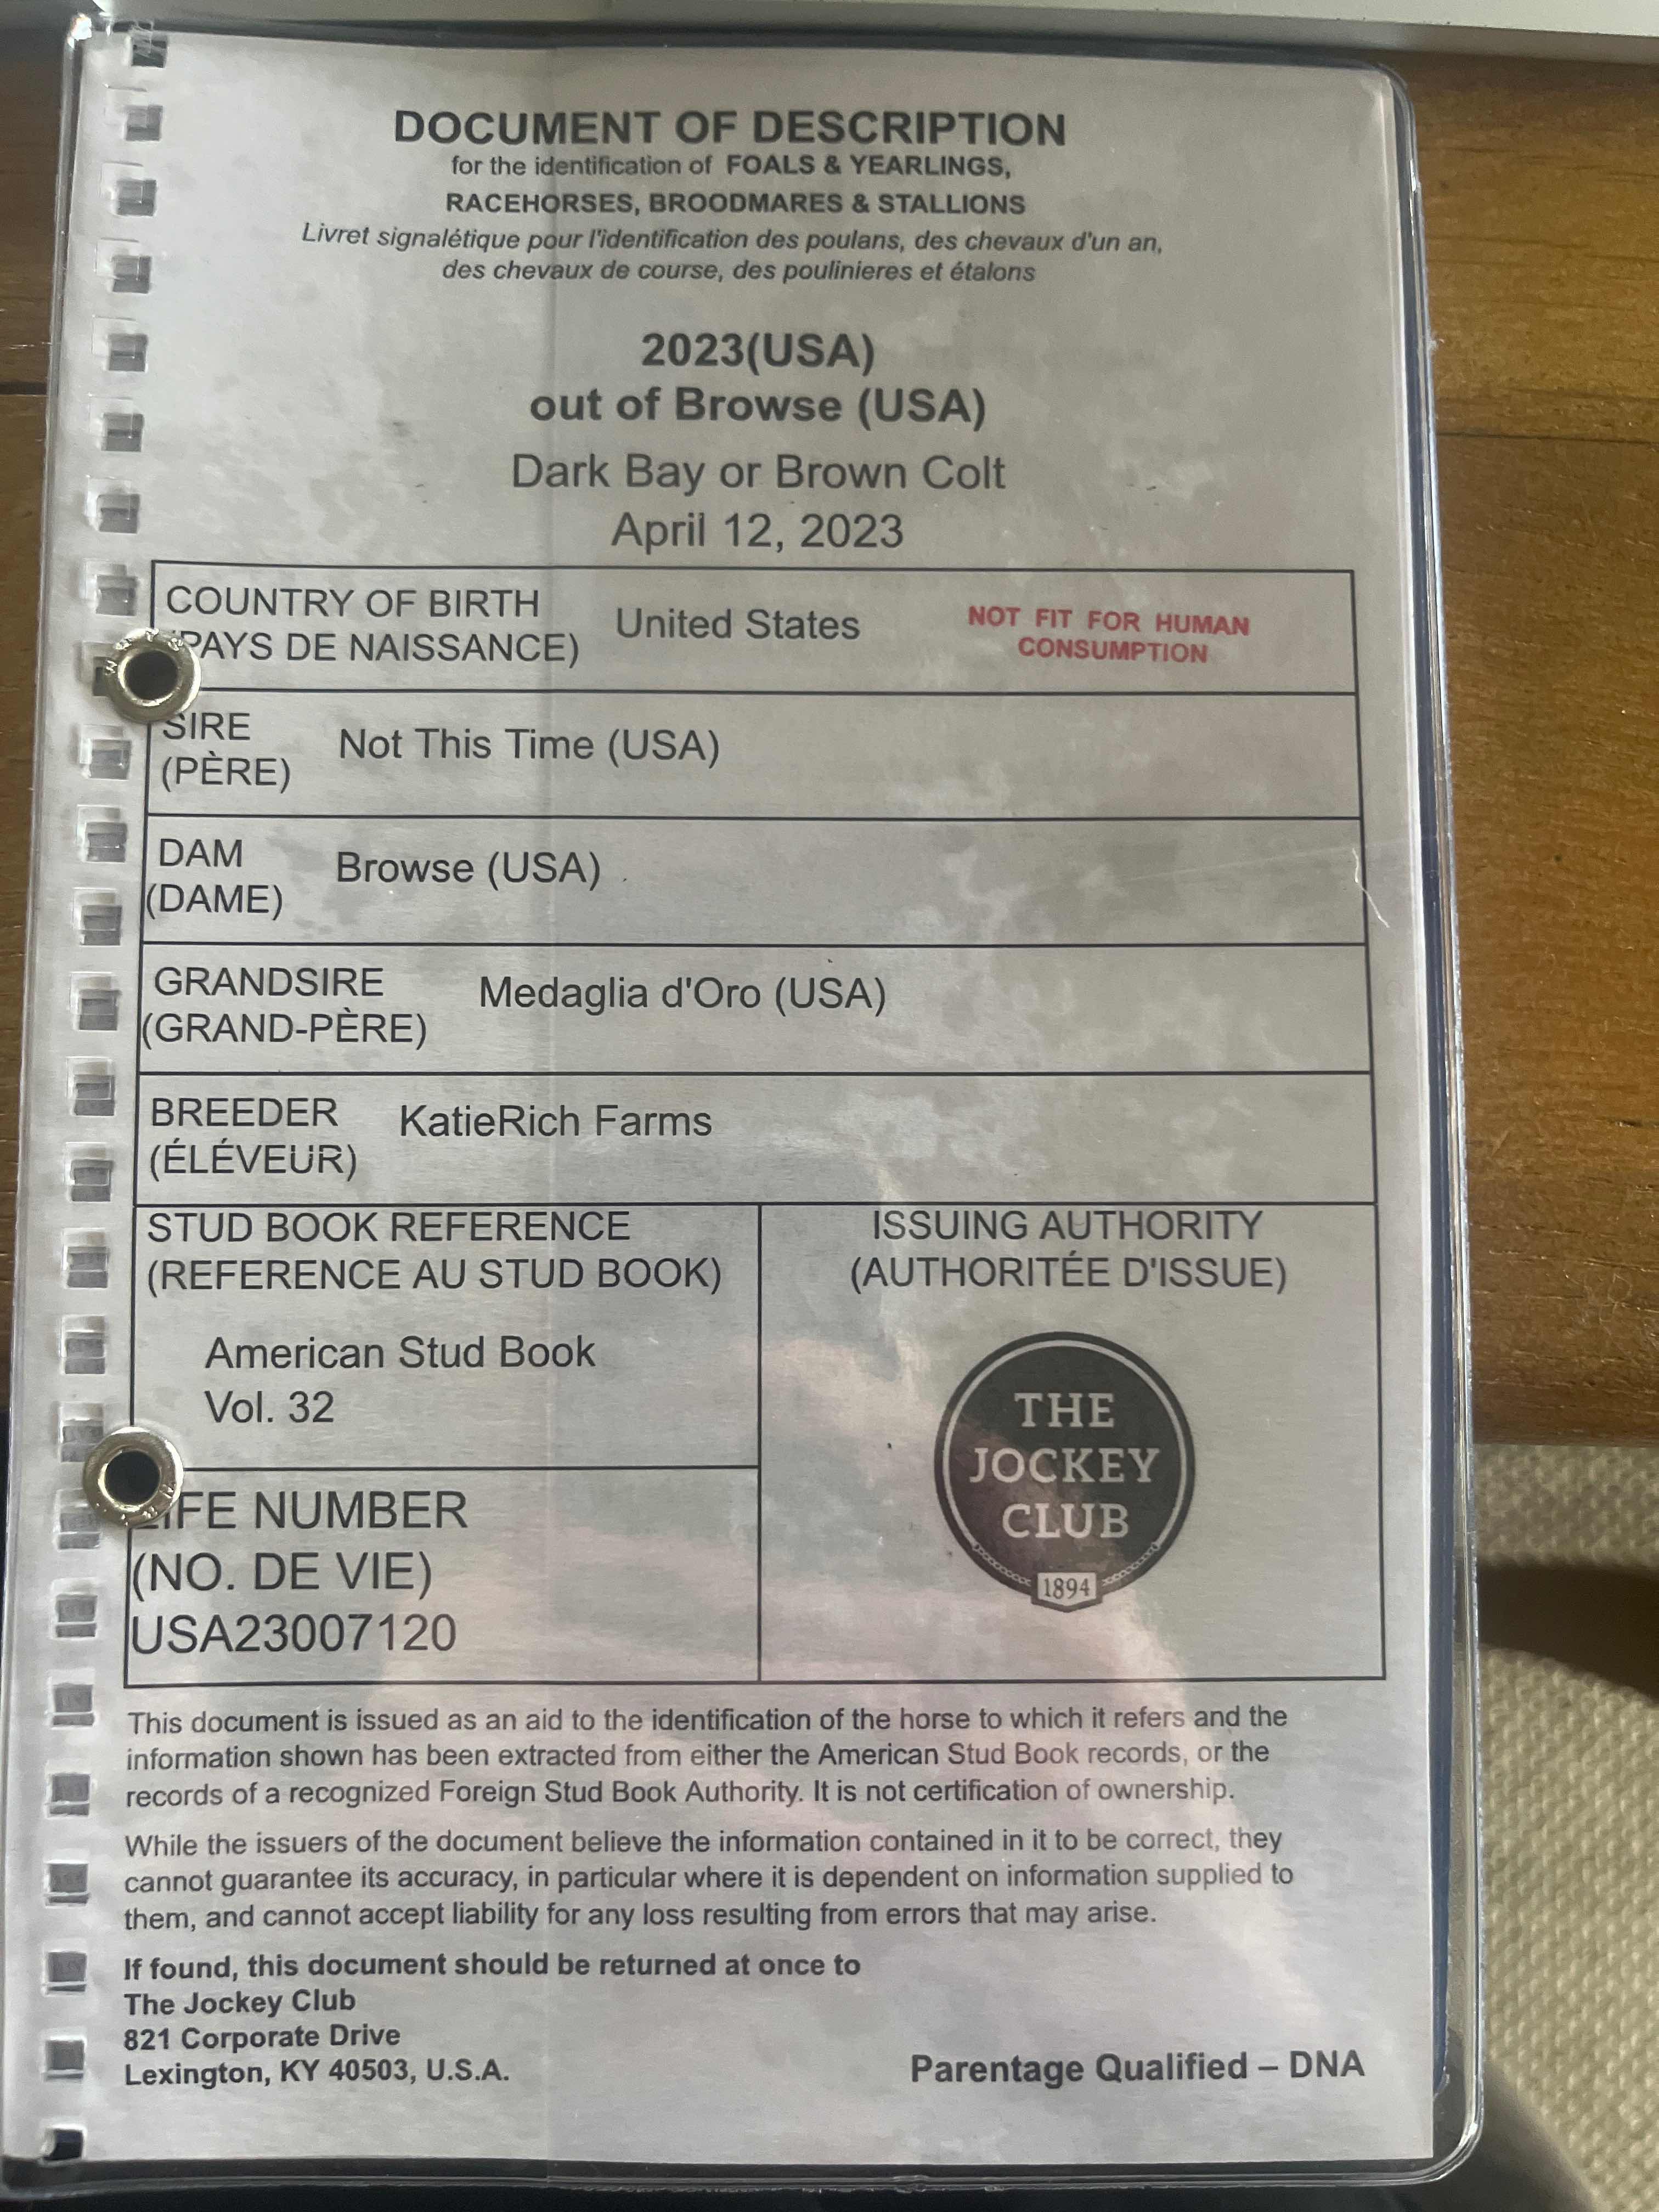 DOCUMENT OF DESCRIPTION
for the identification of FOALS & YEARLINGS,
RACEHORSES, BROODMARES & STALLIONS
Livret signalétique pour l'identification des poulans, des chevaux d'un an,
des chevaux de course, des poulinieres et étalons
2023(USA)
out of Browse (USA)
Dark Bay or Brown Colt
April 12, 2023
COUNTRY OF BIRTH
(PAYS DE NAISSANCE)
United States
NOT FIT FOR HUMAN
CONSUMPTION
SIRE
(PÈRE)
Not This Time (USA)
DAM
(DAME)
Browse (USA)
GRANDSIRE
(GRAND-PÈRE)
Medaglia d'Oro (USA)
BREEDER
(ÉLÉVEUR)
KatieRich Farms
STUD BOOK REFERENCE
(REFERENCE AU STUD BOOK)
American Stud Book
Vol. 32
LIFE NUMBER
(NO. DE VIE)
USA23007120
ISSUING AUTHORITY
(AUTHORITÉE D'ISSUE)
THE
JOCKEY
CLUB
1894
This document is issued as an aid to the identification of the horse to which it refers and the
information shown has been extracted from either the American Stud Book records, or the
records of a recognized Foreign Stud Book Authority. It is not certification of ownership.
While the issuers of the document believe the information contained in it to be correct, they
cannot guarantee its accuracy, in particular where it is dependent on information supplied to
them, and cannot accept liability for any loss resulting from errors that may arise.
If found, this document should be returned at once to
The Jockey Club
821 Corporate Drive
Lexington, KY 40503, U.S.A.
Parentage Qualified – DNA